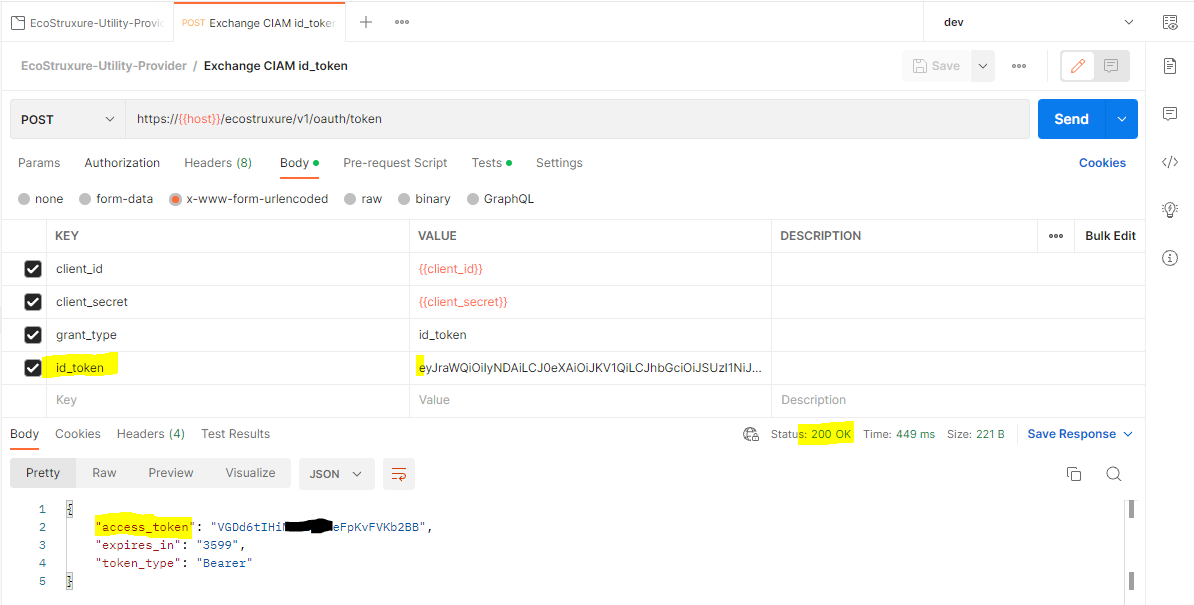 EcoStruxure-Utility-Provid POST Exchange CIAM id_token dev
EcoStruxure-Utility-Provider / Exchange CIAM id_token Save
POST https://{{host}}/ecostruxure/v1/oauth/token Send
Params Authorization Headers (8) Body Pre-request Script Tests Settings Cookies
none form-data x-www-form-urlencoded raw binary GraphQL
KEY VALUE DESCRIPTION Bulk Edit
client_id {{client_id}}
client_secret {{client_secret}}
grant_type id_token
id_token eyJraWQiOiIyNDAiLCJ0eXAiOiJKV1QiLCJhbGciOiJSUzI1NiJ...
Key Value Description
Body Cookies Headers (4) Test Results Status: 200 OK Time: 449 ms Size: 221 B Save Response
Pretty Raw Preview Visualize JSON
1 {
2 "access_token": "VGDd6tIHi eFpKvFVKb2BB",
3 "expires_in": "3599",
4 "token_type": "Bearer"
5 }